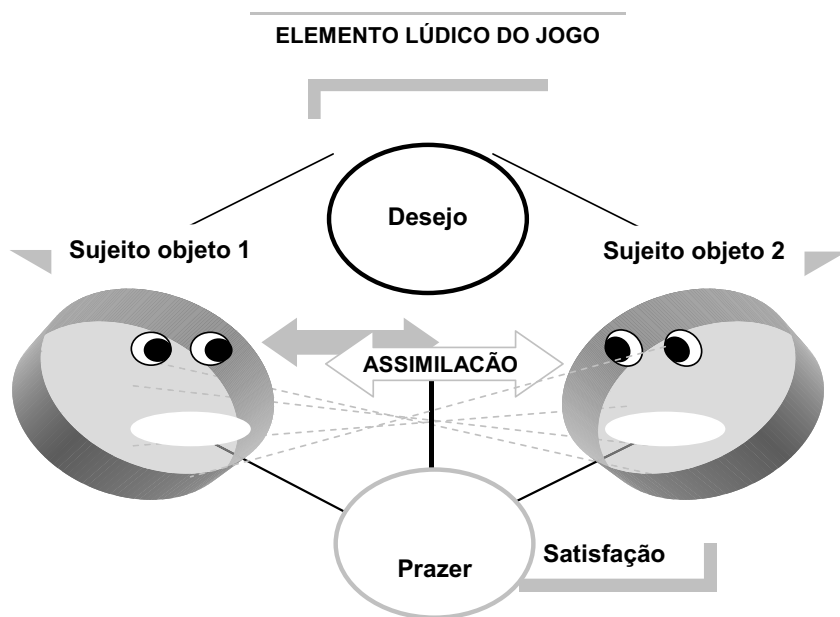 ELEMENTO LÚDICO DO JOGO
Desejo
Sujeito objeto 1
Sujeito objeto 2
ASSIMILACÃO
Prazer
Satisfação